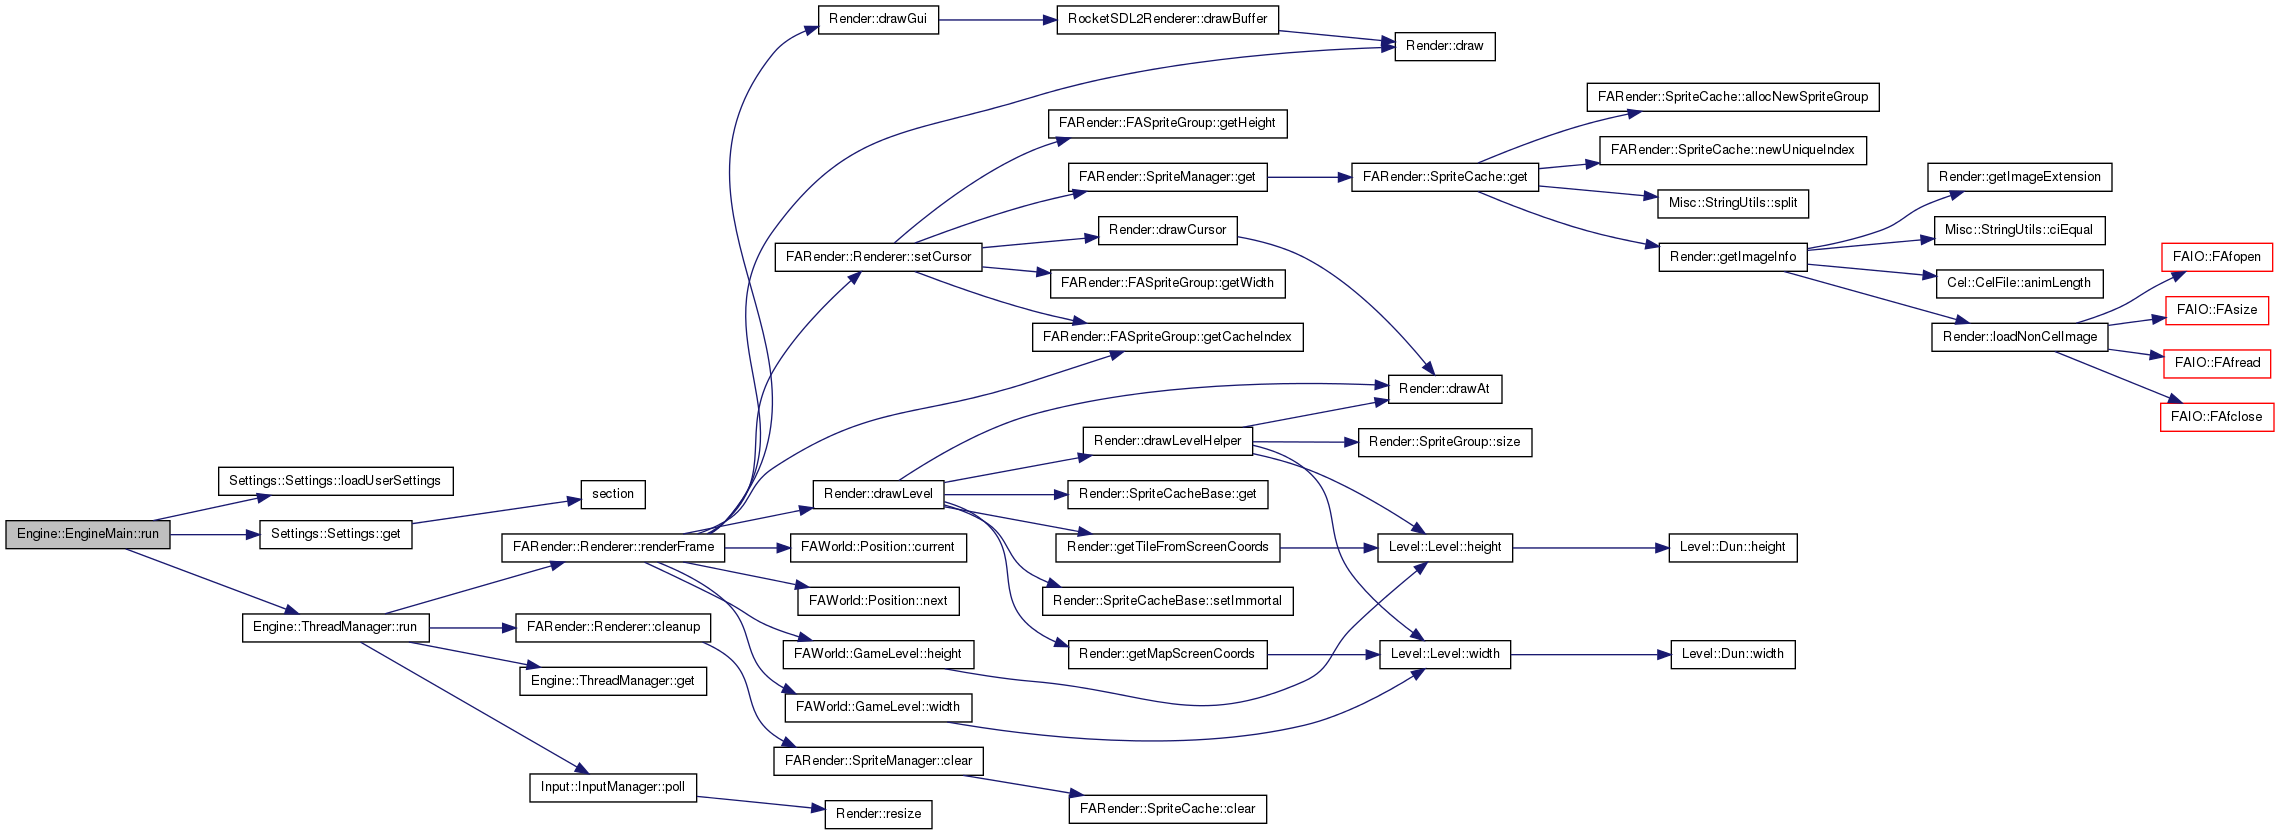 Render::drawGui
RocketSDL2Renderer::drawBuffer
Render::draw
FARender::SpriteCache::allocNewSpriteGroup
FARender::FASpriteGroup::getHeight
FARender::SpriteCache::newUniqueIndex
FARender::SpriteManager::get
FARender::SpriteCache::get
Render::getImageExtension
Misc::StringUtils::split
Render::drawCursor
Misc::StringUtils::ciEqual
FARender::Renderer::setCursor
Render::getImageInfo
FAIO::FAfopen
FARender::FASpriteGroup::getWidth
Cel::CelFile::animLength
FAIO::FAsize
FARender::FASpriteGroup::getCacheIndex
Render::loadNonCelImage
FAIO::FAfread
Render::drawAt
FAIO::FAfclose
Render::drawLevelHelper
Render::SpriteGroup::size
Settings::Settings::loadUserSettings
section
Render::drawLevel
Render::SpriteCacheBase::get
Engine::EngineMain::run
Settings::Settings::get
FARender::Renderer::renderFrame
FAWorld::Position::current
Render::getTileFromScreenCoords
Level::Level::height
Level::Dun::height
FAWorld::Position::next
Render::SpriteCacheBase::setImmortal
Engine::ThreadManager::run
FARender::Renderer::cleanup
FAWorld::GameLevel::height
Render::getMapScreenCoords
Level::Level::width
Level::Dun::width
Engine::ThreadManager::get
FAWorld::GameLevel::width
FARender::SpriteManager::clear
Input::InputManager::poll
Render::resize
FARender::SpriteCache::clear